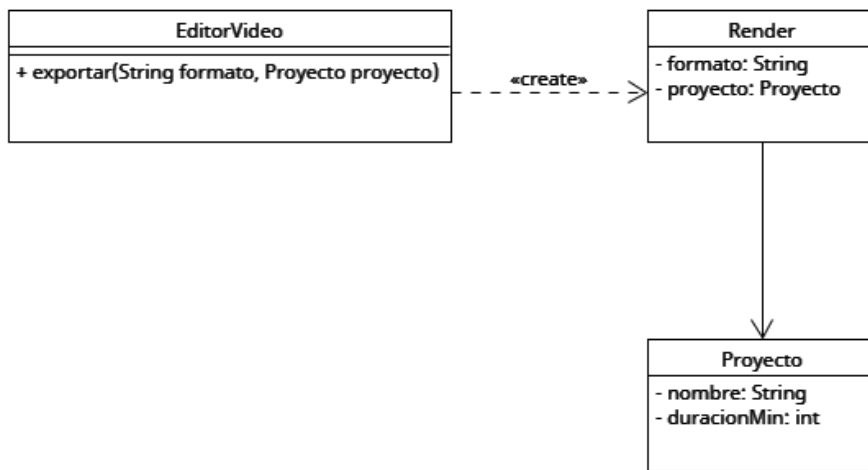 EditorVideo
+ exportar(String formato, Proyecto proyecto)
«create»
Render
- formato: String
- proyecto: Proyecto
Proyecto
- nombre: String
- duracionMin: int